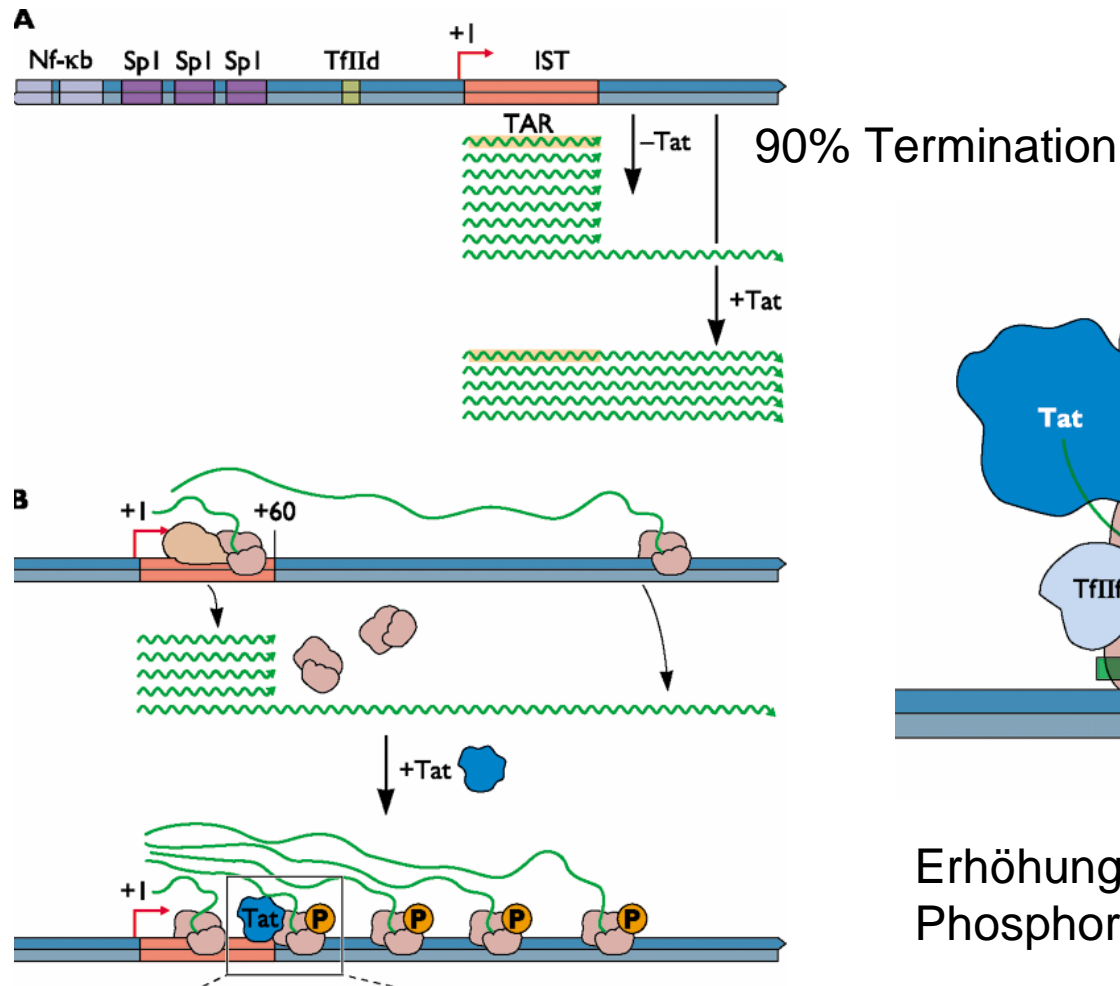 A
+1
Nf-κb Sp1 Sp1 Sp1 TfIId IST
TAR
–Tat
90% Termination
+Tat
Tat
B
+1 +60
TfIIf
+Tat
Erhöhung
+1
Tat P P P P
Phosphor